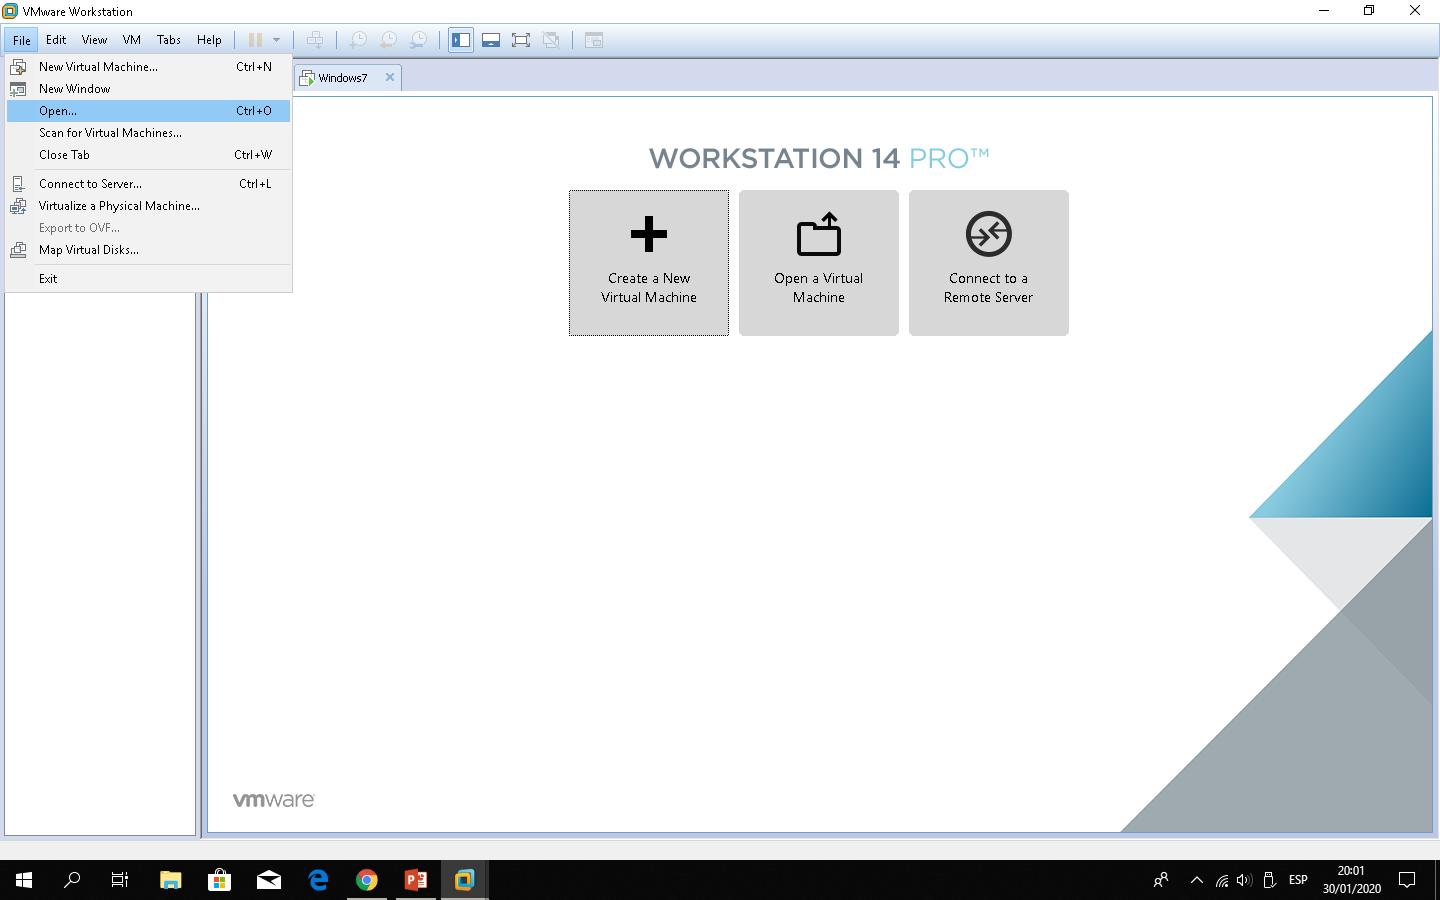 VMware Workstation
File Edit View VM Tabs Help
New Virtual Machine... Ctrl+N
New Window
Open... Ctrl+O
Scan for Virtual Machines...
Close Tab Ctrl+W
Connect to Server... Ctrl+L
Virtualize a Physical Machine...
Export to OVF...
Map Virtual Disks...
Exit
Windows7
WORKSTATION 14 PRO™
Create a New
Virtual Machine
Open a Virtual
Machine
Connect to a
Remote Server
vmware
ESP
20:01
30/01/2020